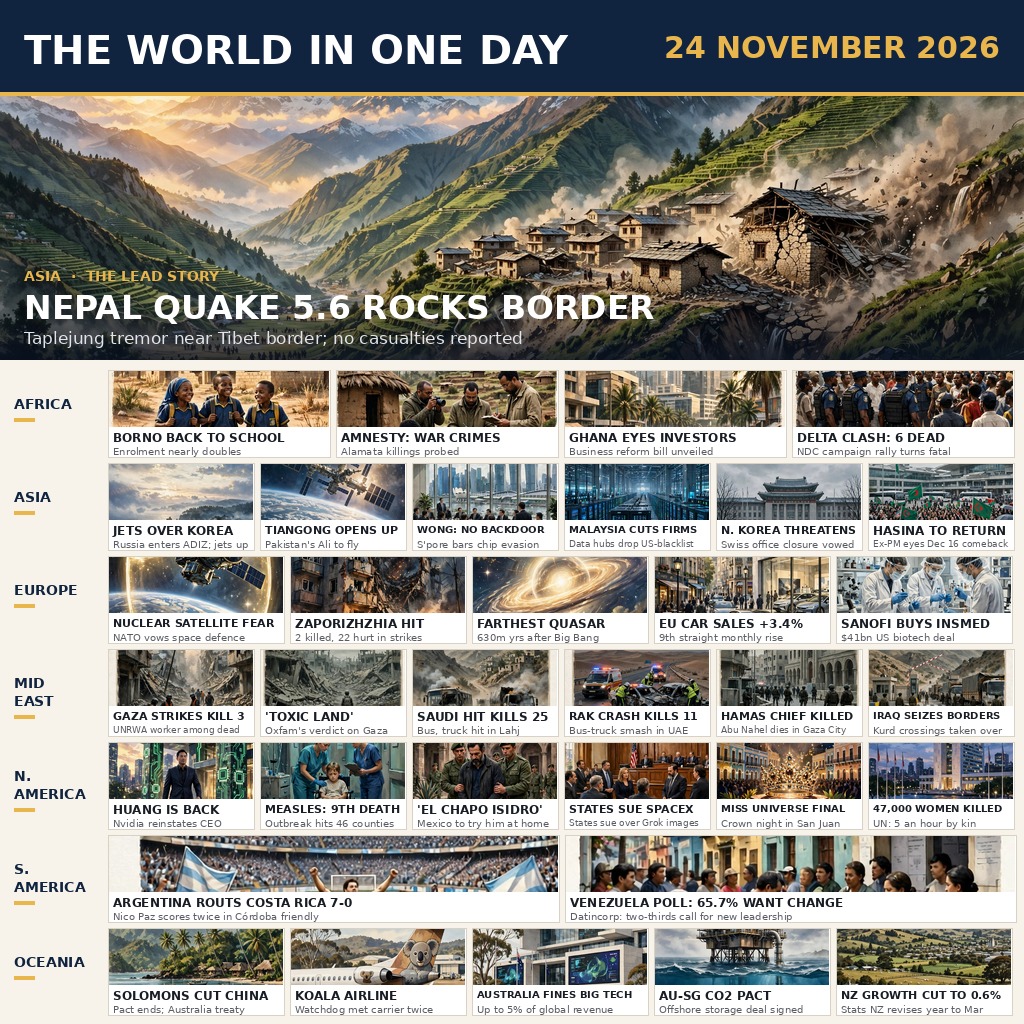 THE WORLD IN ONE DAY
24 NOVEMBER 2026
ASIA · THE LEAD STORY
NEPAL QUAKE 5.6 ROCKS BORDER
Taplejung tremor near Tibet border; no casualties reported
AFRICA
BORNO BACK TO SCHOOL
Enrolment nearly doubles
AMNESTY: WAR CRIMES
Alamata killings probed
GHANA EYES INVESTORS
Business reform bill unveiled
DELTA CLASH: 6 DEAD
NDC campaign rally turns fatal
ASIA
JETS OVER KOREA
Russia enters ADIZ; jets up
TIANGONG OPENS UP
Pakistan's Ali to fly
WONG: NO BACKDOOR
S'pore bars chip evasion
MALAYSIA CUTS FIRMS
Data hubs drop US-blacklist
N. KOREA THREATENS
Swiss office closure vowed
HASINA TO RETURN
Ex-PM eyes Dec 16 comeback
EUROPE
NUCLEAR SATELLITE FEAR
NATO vows space defence
ZAPORIZHZHIA HIT
2 killed, 22 hurt in strikes
FARTHEST QUASAR
630m yrs after Big Bang
EU CAR SALES +3.4%
9th straight monthly rise
SANOFI BUYS INSMED
$41bn US biotech deal
MID
EAST
GAZA STRIKES KILL 3
UNRWA worker among dead
'TOXIC LAND'
Oxfam's verdict on Gaza
SAUDI HIT KILLS 25
Bus, truck hit in Lahj
RAK CRASH KILLS 11
Bus-truck smash in UAE
HAMAS CHIEF KILLED
Abu Nahel dies in Gaza City
IRAQ SEIZES BORDERS
Kurd crossings taken over
N.
AMERICA
HUANG IS BACK
Nvidia reinstates CEO
MEASLES: 9TH DEATH
Outbreak hits 46 counties
'EL CHAPO ISIDRO'
Mexico to try him at home
STATES SUE SPACEX
States sue over Grok images
MISS UNIVERSE FINAL
Crown night in San Juan
47,000 WOMEN KILLED
UN: 5 an hour by kin
S.
AMERICA
ARGENTINA ROUTS COSTA RICA 7-0
Nico Paz scores twice in Córdoba friendly
VENEZUELA POLL: 65.7% WANT CHANGE
Datincorp: two-thirds call for new leadership
OCEANIA
SOLOMONS CUT CHINA
Pact ends; Australia treaty
KOALA AIRLINE
Watchdog met carrier twice
AUSTRALIA FINES BIG TECH
Up to 5% of global revenue
AU-SG CO2 PACT
Offshore storage deal signed
NZ GROWTH CUT TO 0.6%
Stats NZ revises year to Mar